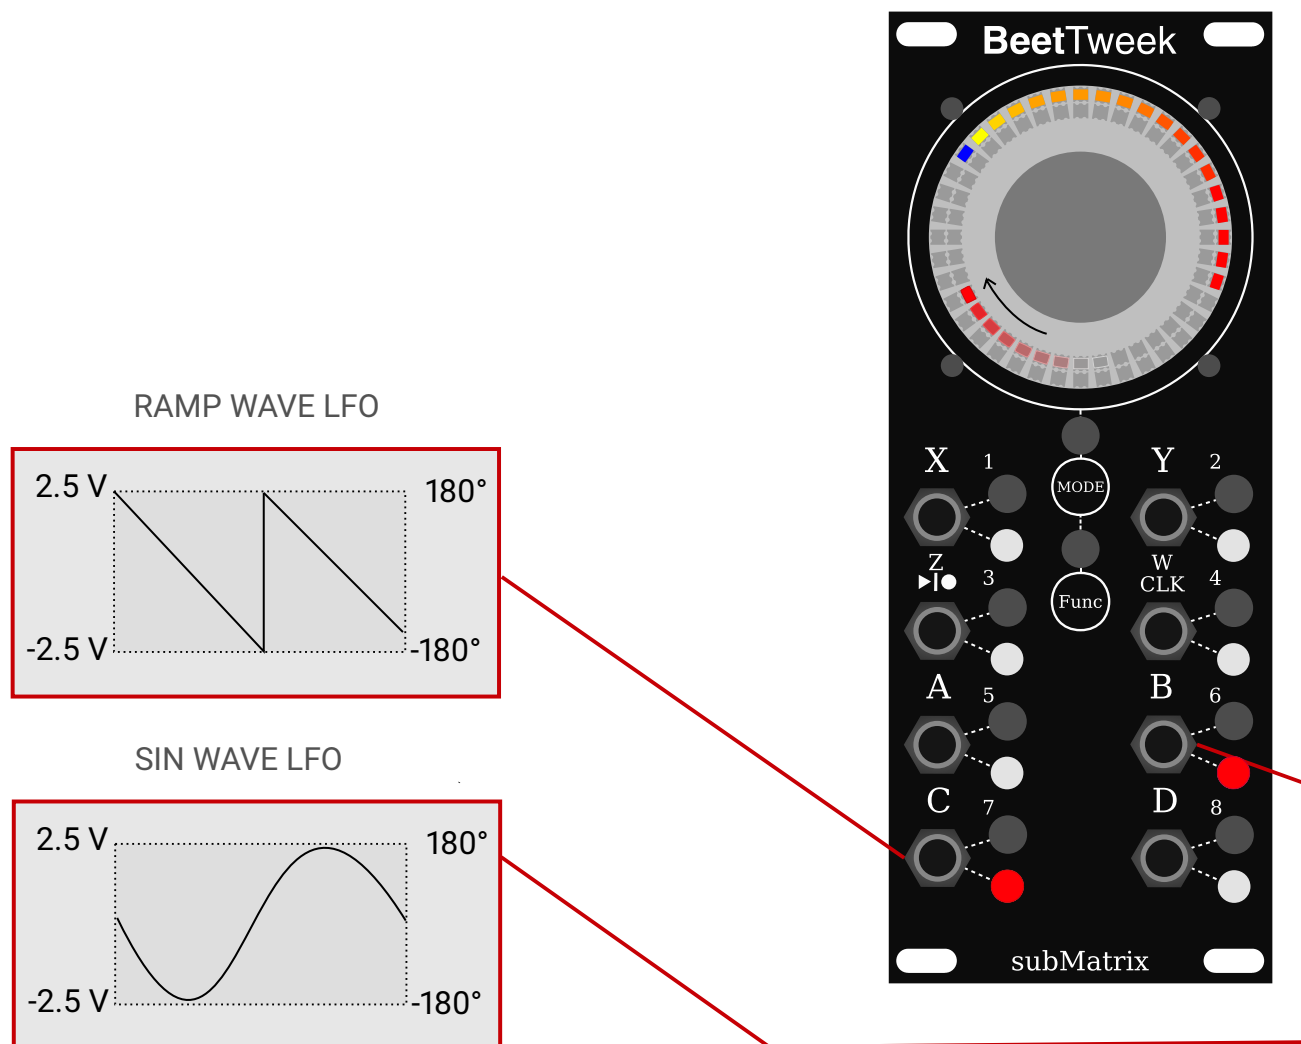 BeetTweek
RAMP WAVE LFO
2.5 V
180°
-2.5 V
-180°
SIN WAVE LFO
2.5 V
180°
-2.5 V
-180°
X
1
MODE
Y
2
Z
3
Func
W
CLK
4
A
5
B
6
C
7
D
8
subMatrix